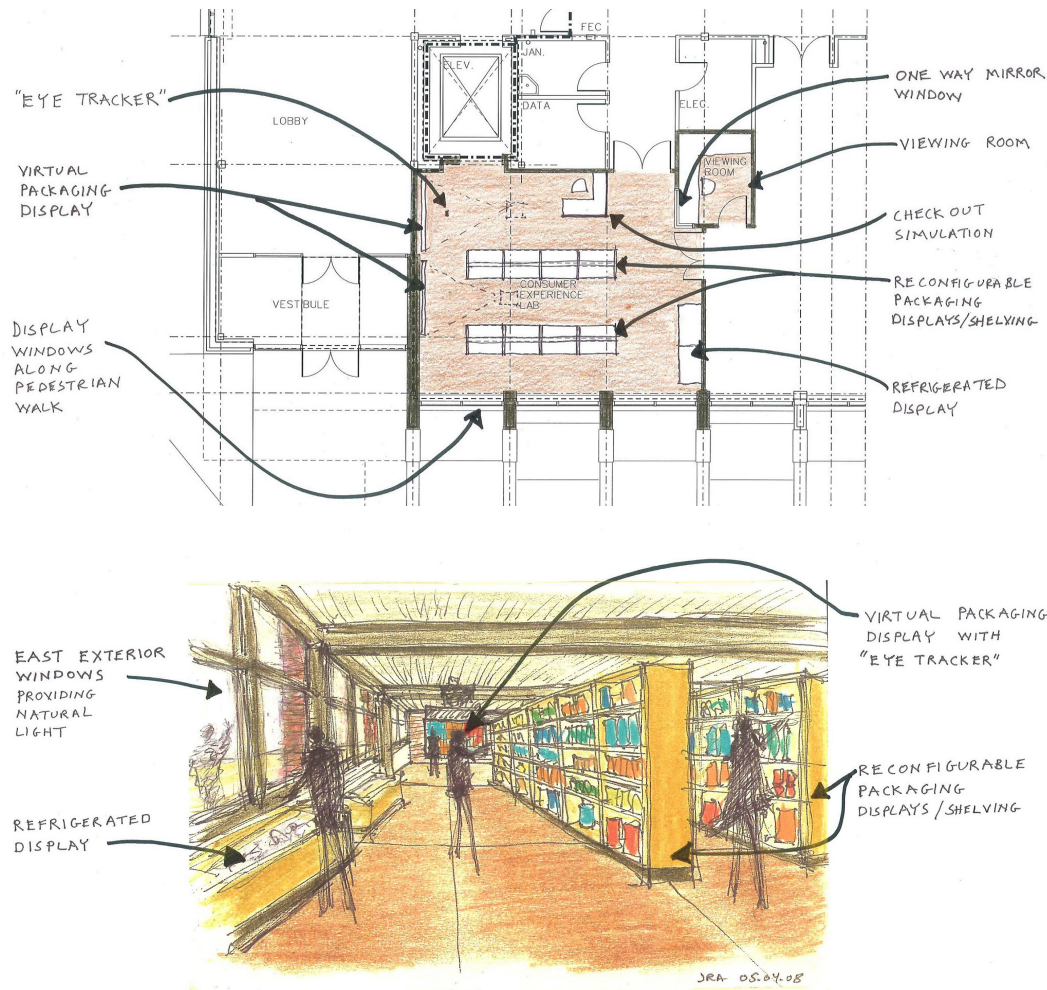 FEC
JAN.
ELEV.
"EYE TRACKER"
LOBBY
DATA
ELEC.
ONE WAY MIRROR
WINDOW
VIEWING
ROOM
VIEWING ROOM
VIRTUAL
PACKAGING
DISPLAY
CHECK OUT
SIMULATION
CONSUMER
EXPERIENCE
LAB
RECONFIGURABLE
PACKAGING
DISPLAYS/SHELVING
VESTIBULE
DISPLAY
WINDOWS
ALONG
PEDESTRIAN
WALK
REFRIGERATED
DISPLAY
VIRTUAL PACKAGING
DISPLAY WITH
"EYE TRACKER"
EAST EXTERIOR
WINDOWS
PROVIDING
NATURAL
LIGHT
RECONFIGURABLE
PACKAGING
DISPLAYS/SHELVING
REFRIGERATED
DISPLAY
JRA 05.04.08